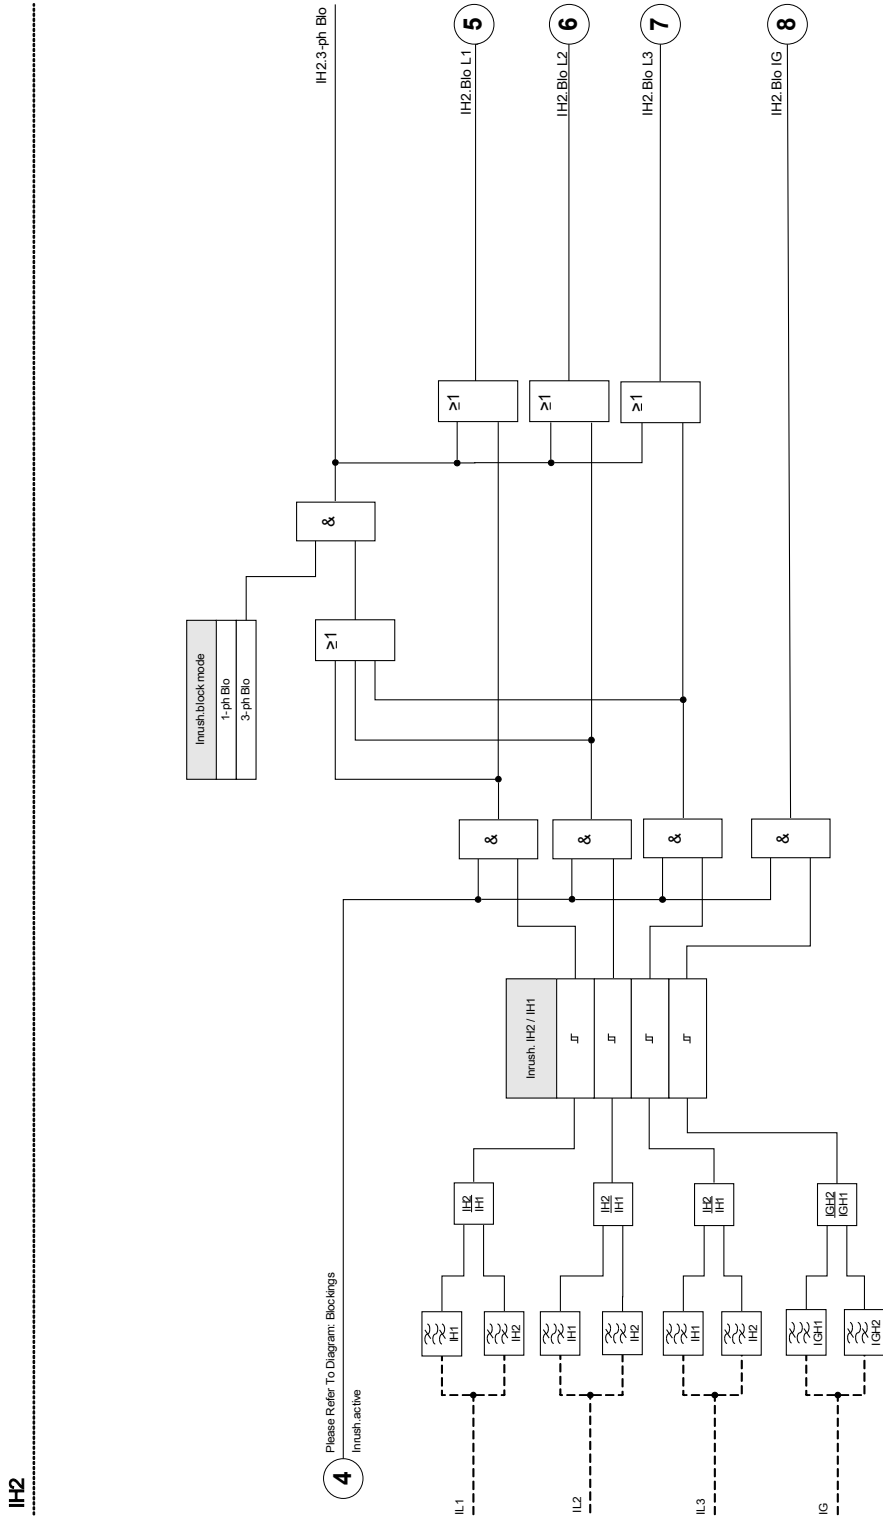 IH2
4
Please Refer To Diagram: Blockings
Inrush.active
IL1
IL2
IL3
IG
IH1
IH2
IH1
IH2
IH1
IH2
IGH1
IGH2
IH2
IH1
IH2
IH1
IH2
IH1
IGH2
IGH1
Inrush. IH2 / IH1
&
&
&
&
Inrush.block mode
1-ph Blo
3-ph Blo
≥1
&
≥1
≥1
≥1
IH2.3-ph Blo
IH2.Blo L1
5
IH2.Blo L2
6
IH2.Blo L3
7
IH2.Blo IG
8